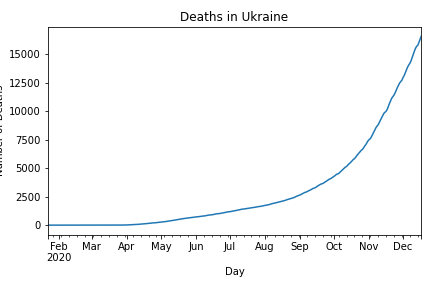 Deaths in Ukraine
Number of Deaths
15000
12500
10000
7500
5000
2500
0
Feb Mar Apr May Jun Jul Aug Sep Oct Nov Dec
2020
Day